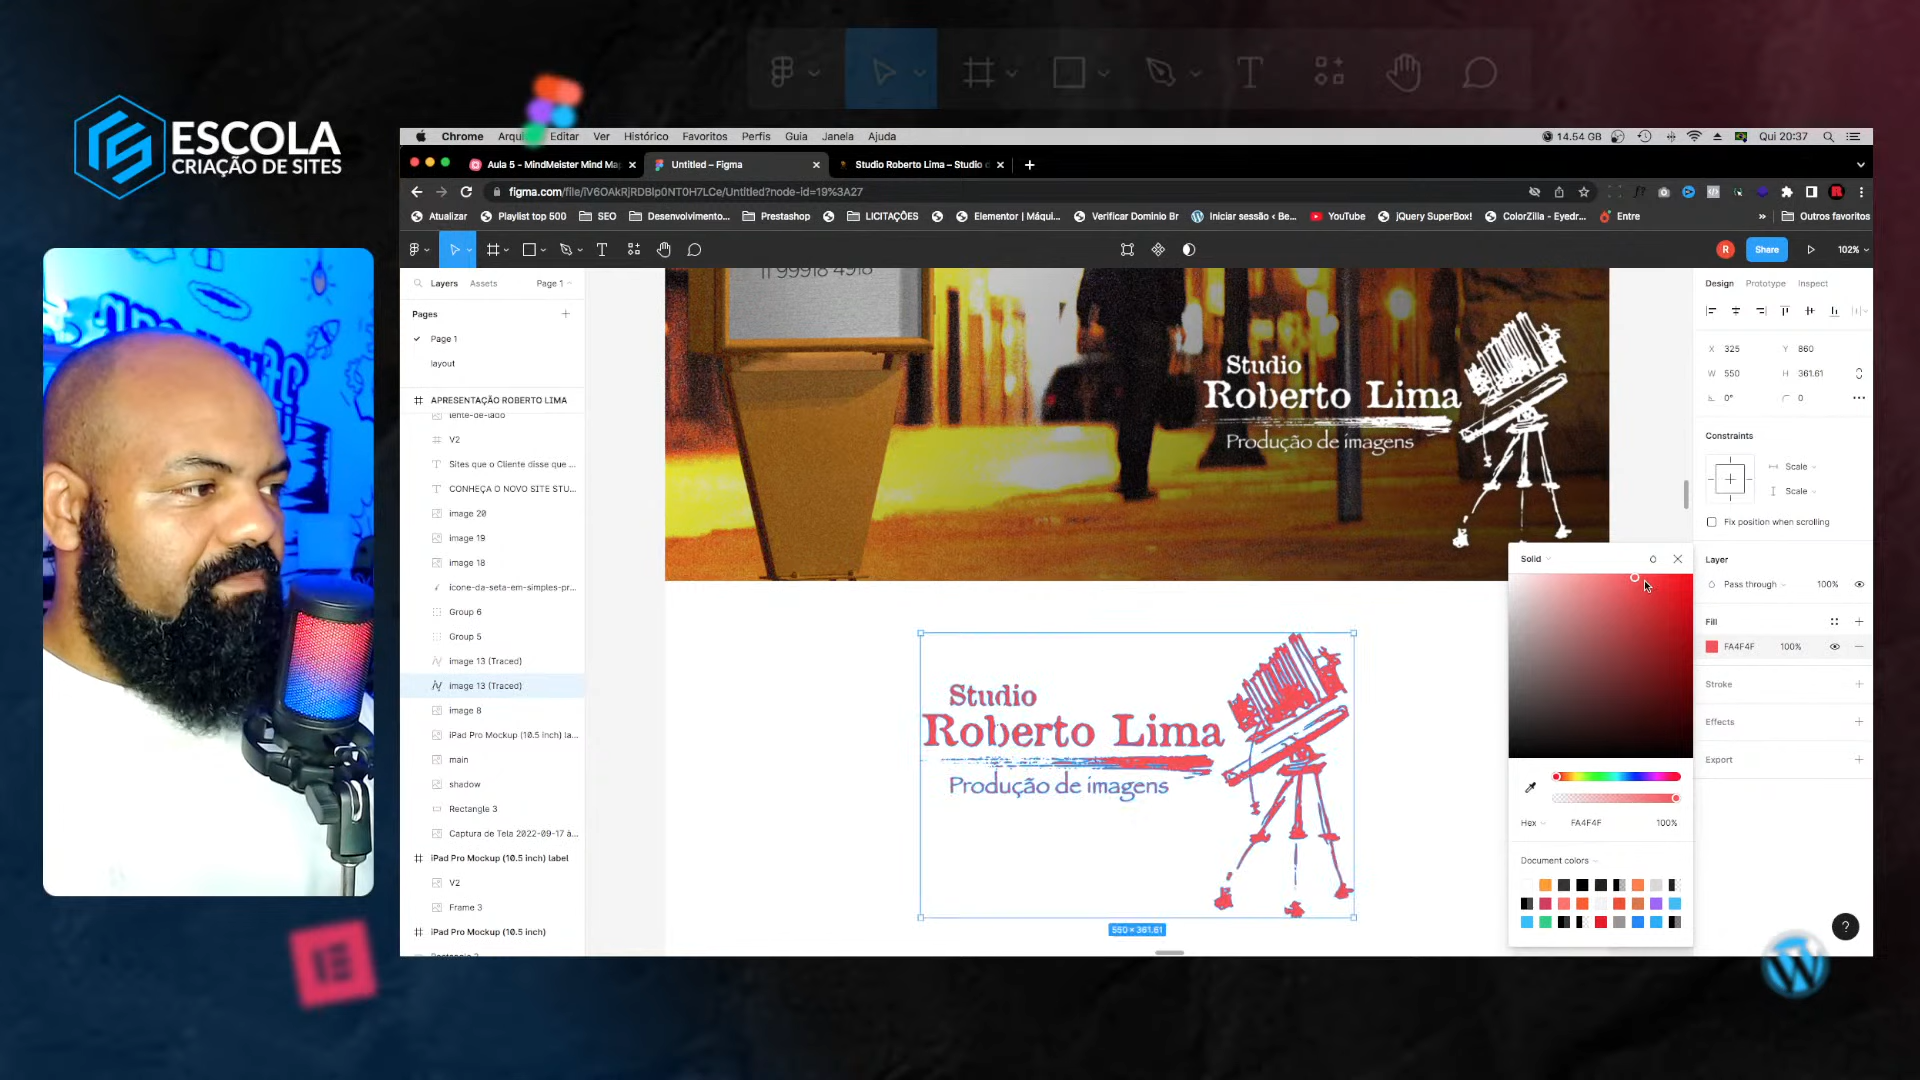 ESCOLA
CRIAÇÃO DE SITES
Chrome
Editar
Ver
Histórico
Favoritos
Perfis
Guia
Janela
Ajuda
14.54 GB
Qui 20:37
Aula 5 - MindMeister Mind Ma
Untitled – Figma
Studio Roberto Lima – Studio
figma.com/file/iV6OAkRjRDBlp0NT0H7LCe/Untitled?node-id=19%3A27
Atualizar
Playlist top 500
SEO
Desenvolvimento...
Prestashop
LICITAÇÕES
Elementor | Máqui...
Verificar Dominio Br
Iniciar sessão ‹ Be...
YouTube
jQuery SuperBox!
ColorZilla - Eyedr...
Entre
»
Outros favoritos
T
R
Share
102%
Layers
Assets
Page 1
Pages
Page 1
layout
APRESENTAÇÃO ROBERTO LIMA
lente-de-lado
V2
Sites que o Cliente disse que ...
CONHEÇA O NOVO SITE STU...
image 20
image 19
image 18
ícone-da-seta-em-simples-pr...
Group 6
Group 5
image 13 (Traced)
image 13 (Traced)
image 8
iPad Pro Mockup (10.5 inch) la...
main
shadow
Rectangle 3
Captura de Tela 2022-09-17 à...
iPad Pro Mockup (10.5 inch) label
V2
Frame 3
iPad Pro Mockup (10.5 inch)
11 99918 4918
Studio
Roberto Lima
Produção de imagens
Studio
Roberto Lima
Produção de imagens
550 × 361.61
Design
Prototype
Inspect
X 325
Y 860
W 550
H 361.61
0°
0
Constraints
Scale
Scale
Fix position when scrolling
Layer
Pass through
100%
Fill
FA4F4F
100%
Stroke
Effects
Export
Solid
Hex
FA4F4F
100%
Document colors
?